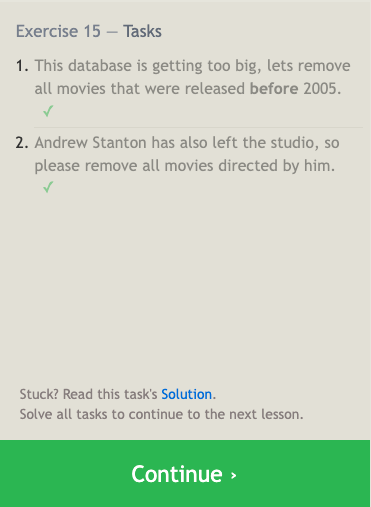 Exercise 15 — Tasks
1. This database is getting too big, lets remove
all movies that were released before 2005.
✓
2. Andrew Stanton has also left the studio, so
please remove all movies directed by him.
✓
Stuck? Read this task's Solution.
Solve all tasks to continue to the next lesson.
Continue ›